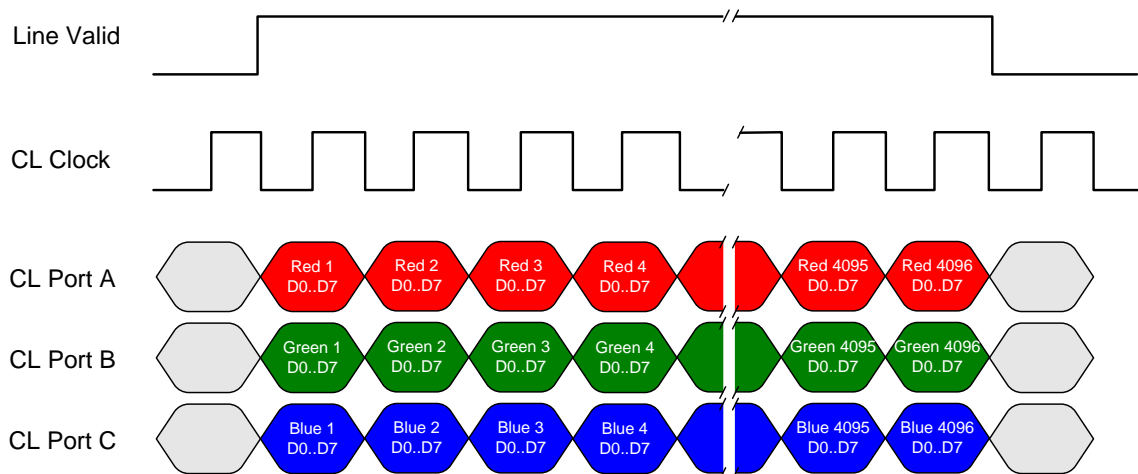 Line Valid
CL Clock
CL Port A
Red 1
D0..D7
Red 2
D0..D7
Red 3
D0..D7
Red 4
D0..D7
Red 4095
D0..D7
Red 4096
D0..D7
CL Port B
Green 1
D0..D7
Green 2
D0..D7
Green 3
D0..D7
Green 4
D0..D7
Green 4095
D0..D7
Green 4096
D0..D7
CL Port C
Blue 1
D0..D7
Blue 2
D0..D7
Blue 3
D0..D7
Blue 4
D0..D7
Blue 4095
D0..D7
Blue 4096
D0..D7